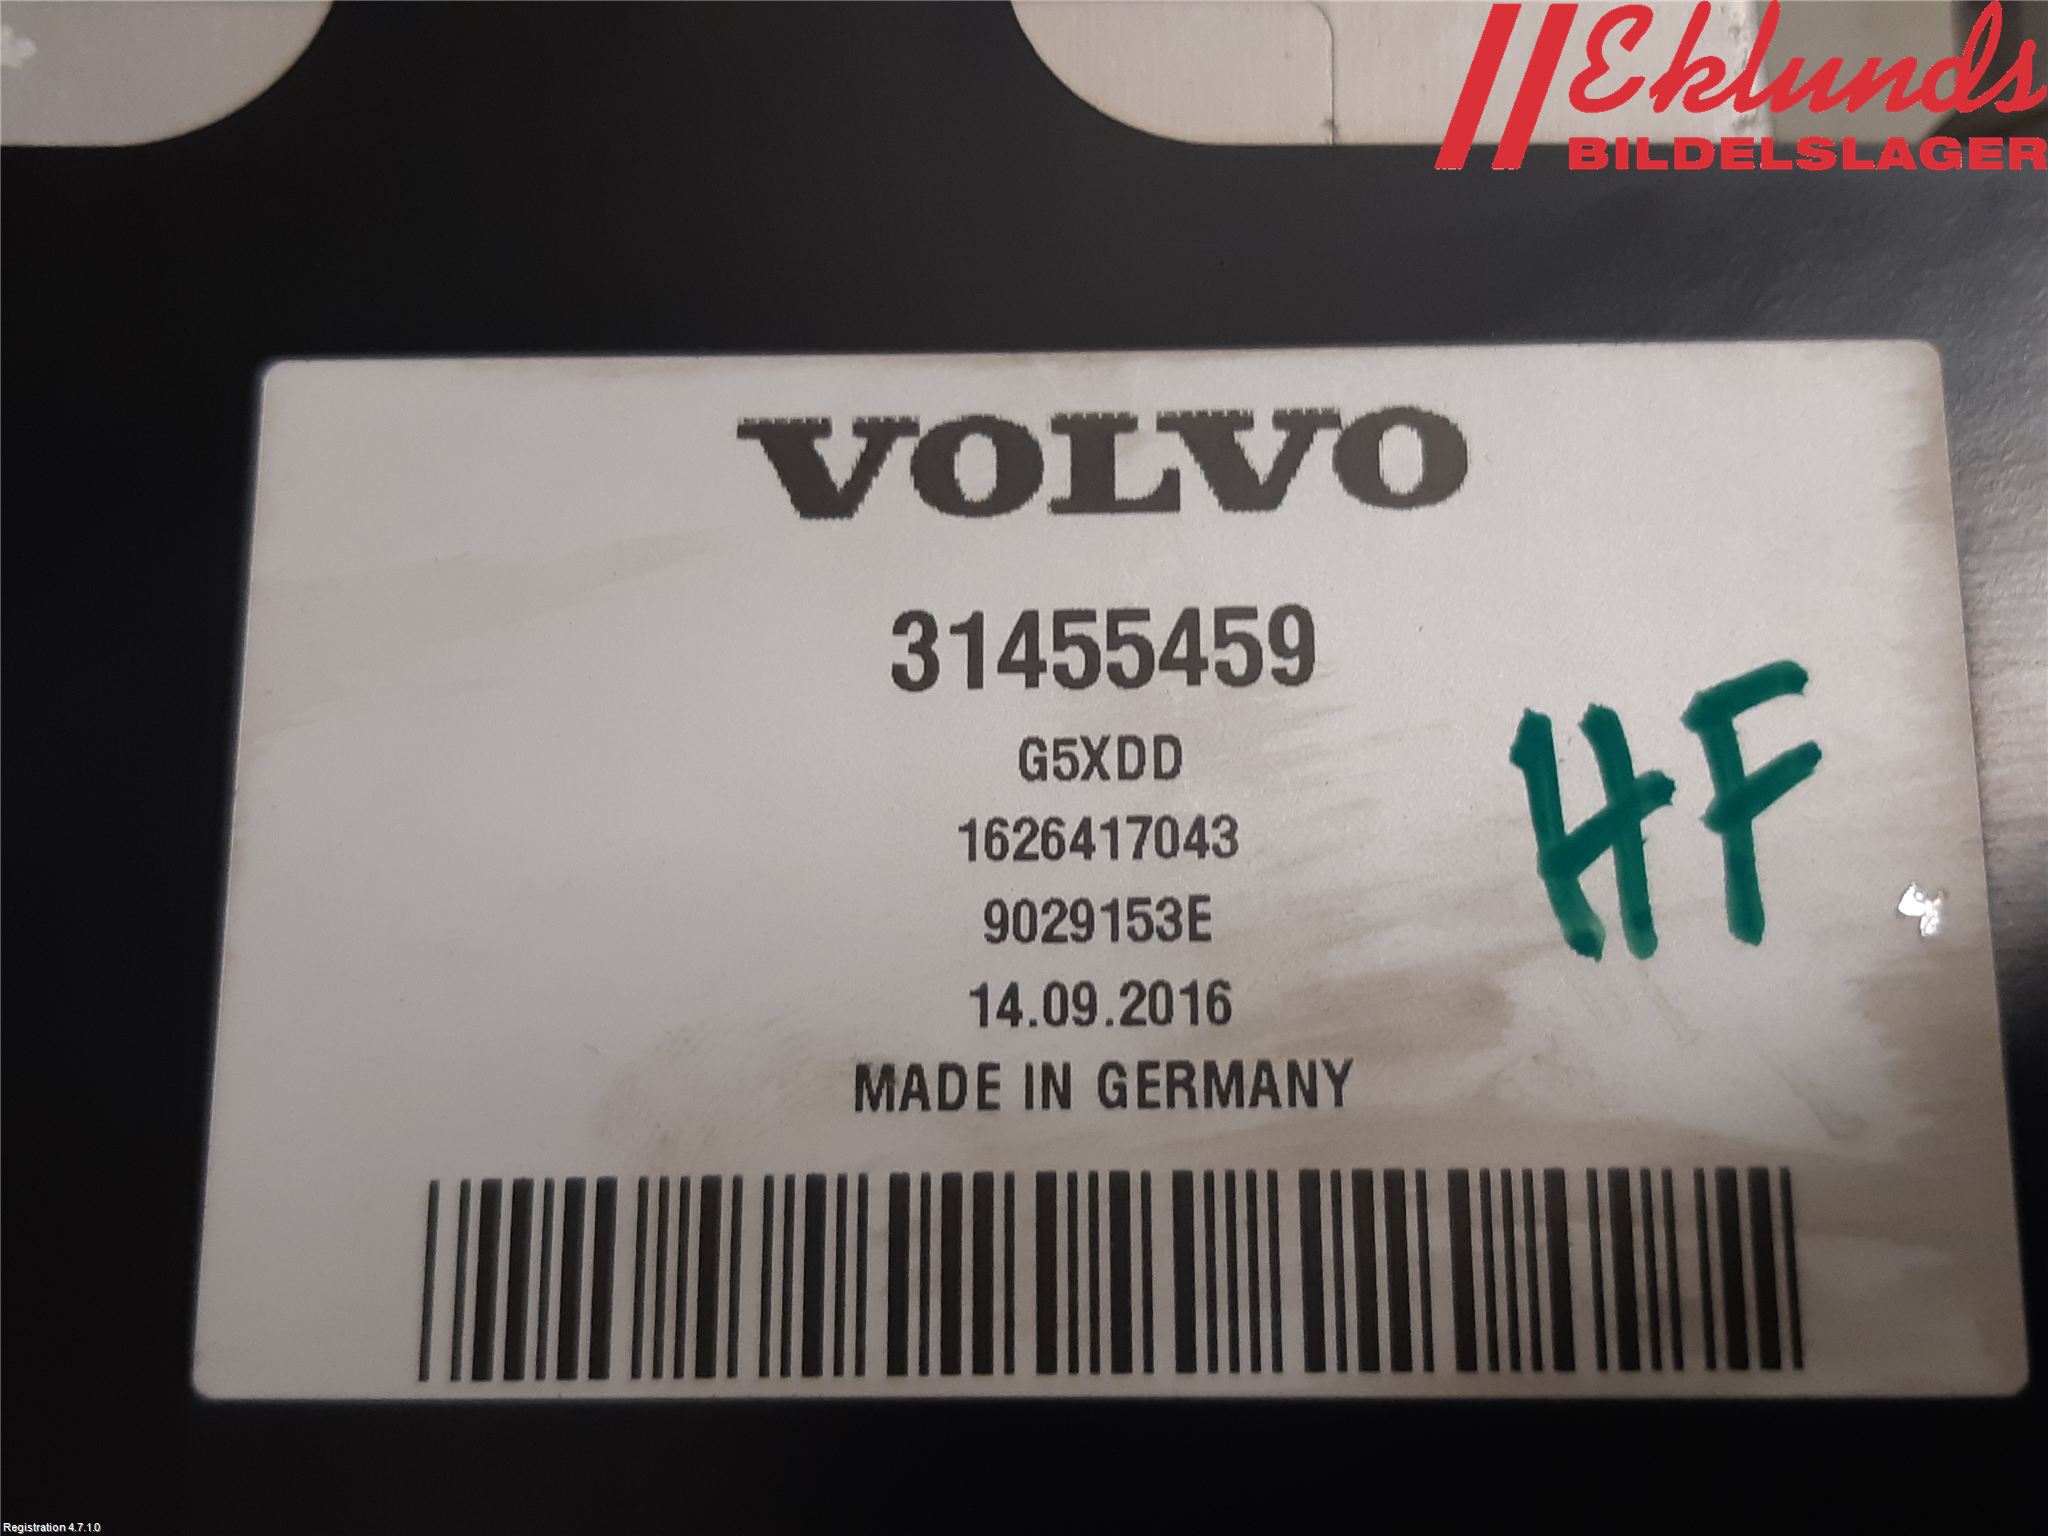 Eklunds
BILDELSLAGER
VOLVO
31455459
G5XDD
1626417043
9029153E
14.09.2016
MADE IN GERMANY
HF
Registration 4.7.1.0